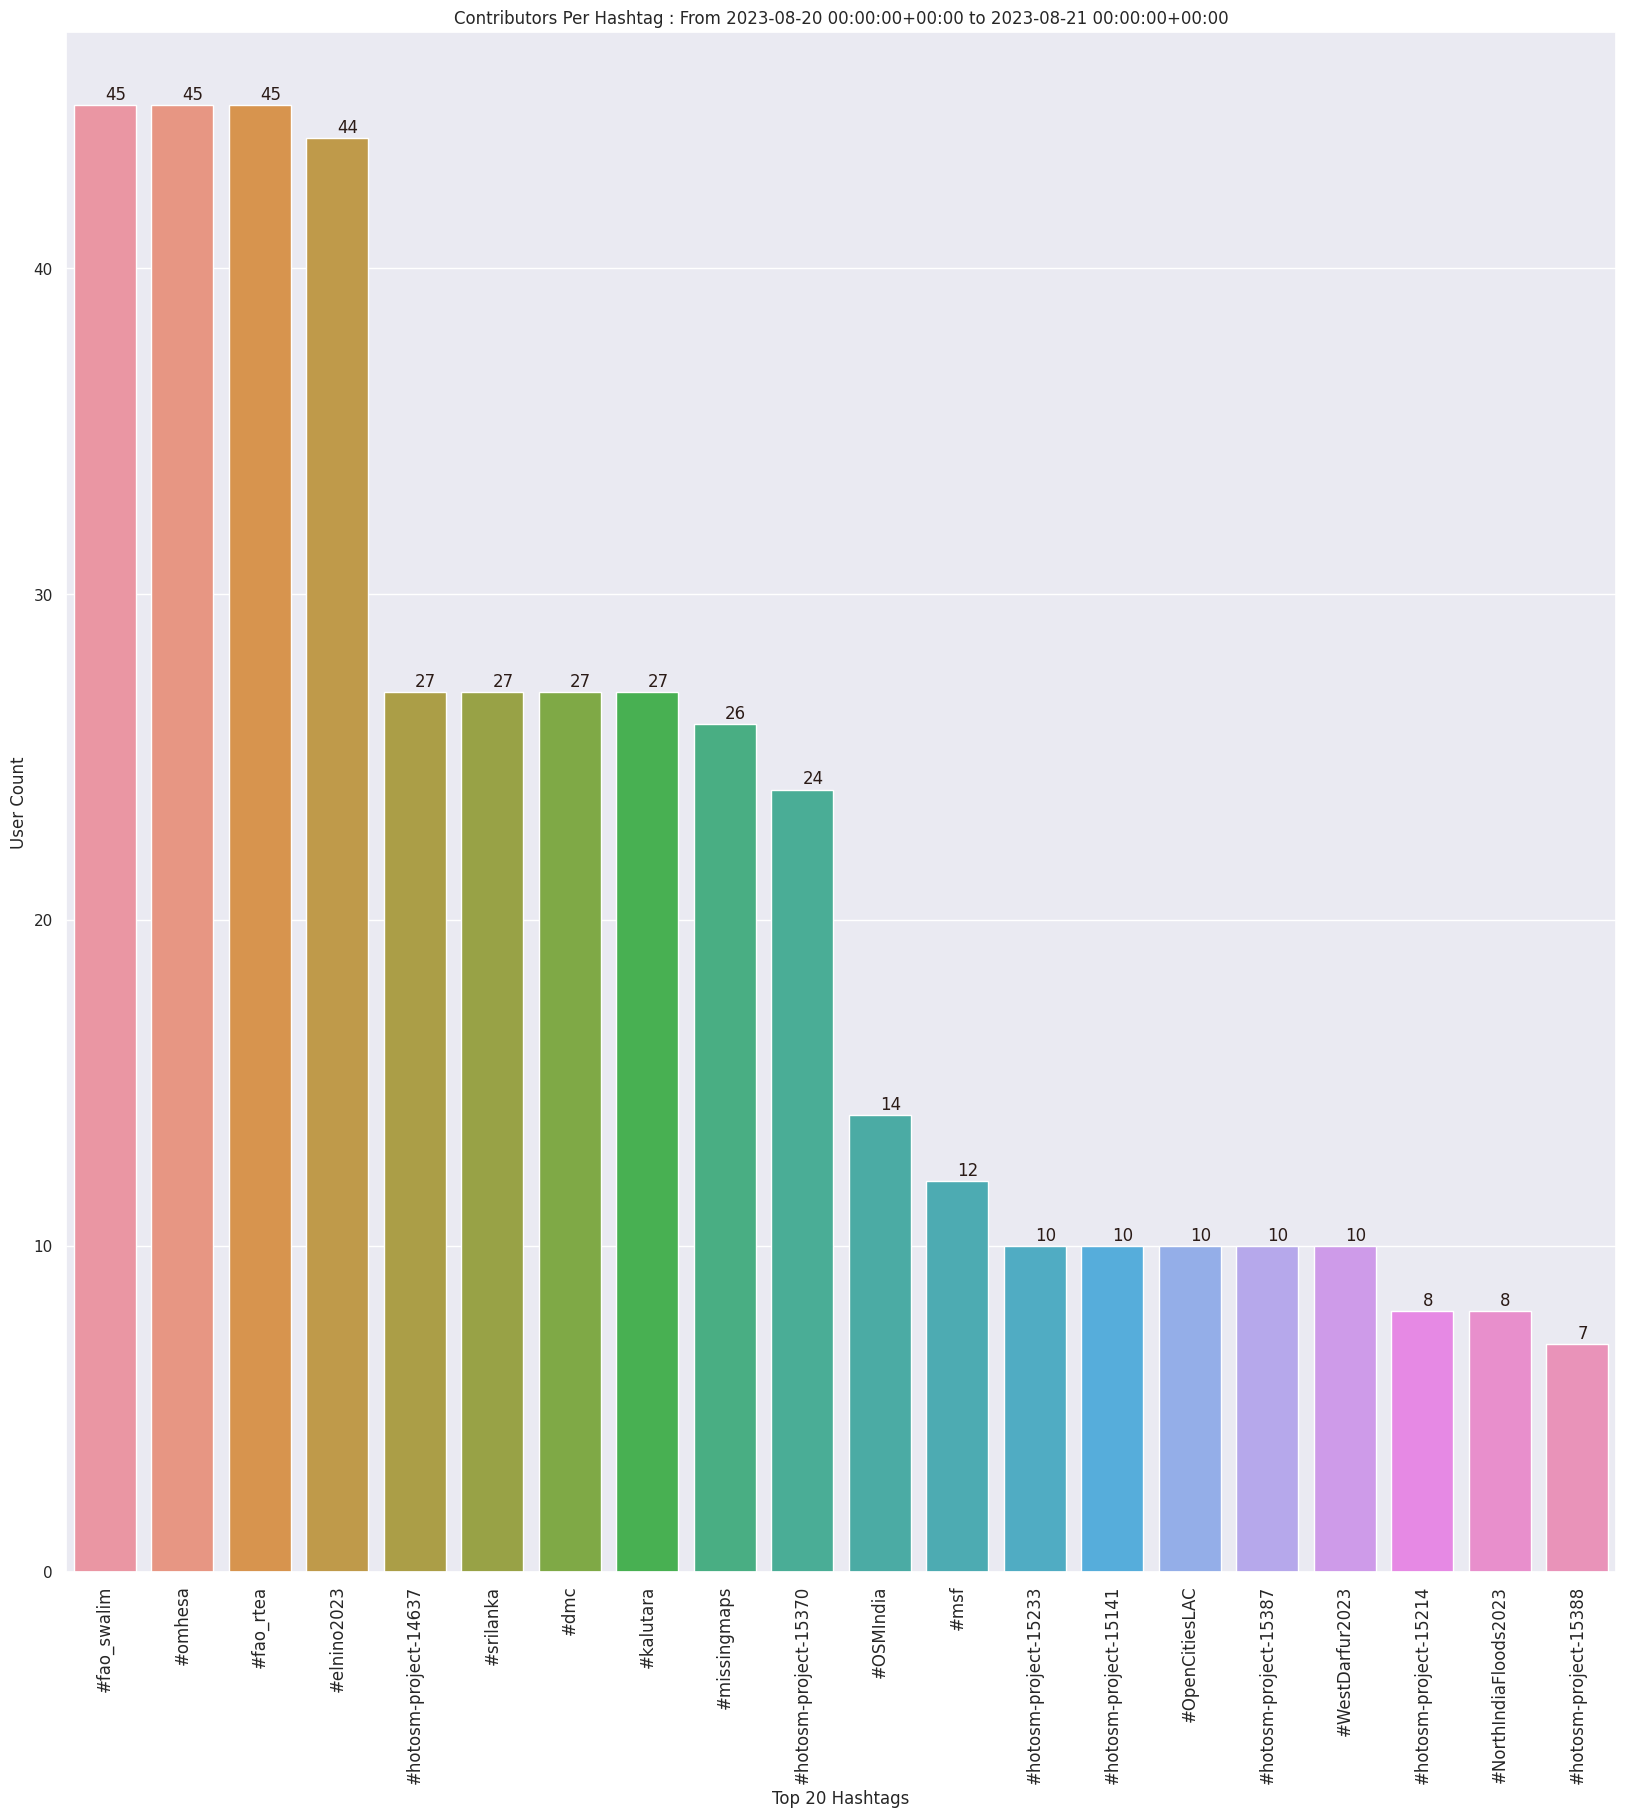 Contributors Per Hashtag : From 2023-08-20 00:00:00+00:00 to 2023-08-21 00:00:00+00:00
45
45
45
44
27
27
27
27
26
24
14
12
10
10
10
10
10
8
8
7
User Count
40
30
20
10
0
#fao_swalim
#omhesa
#fao_rtea
#elnino2023
#hotosm-project-14637
#srilanka
#dmc
#kalutara
#missingmaps
#hotosm-project-15370
#OSMIndia
#msf
#hotosm-project-15233
#hotosm-project-15141
#OpenCitiesLAC
#hotosm-project-15387
#WestDarfur2023
#hotosm-project-15214
#NorthIndiaFloods2023
#hotosm-project-15388
Top 20 Hashtags